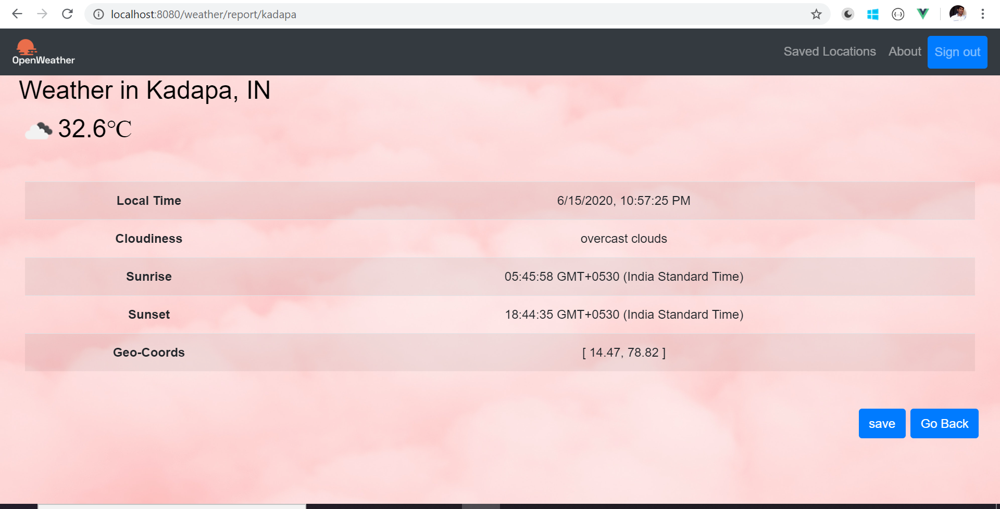 localhost:8080/weather/report/kadapa
OpenWeather
Saved Locations About Sign out
Weather in Kadapa, IN
32.6℃
Local Time 6/15/2020, 10:57:25 PM
Cloudiness overcast clouds
Sunrise 05:45:58 GMT+0530 (India Standard Time)
Sunset 18:44:35 GMT+0530 (India Standard Time)
Geo-Coords [ 14.47, 78.82 ]
save Go Back